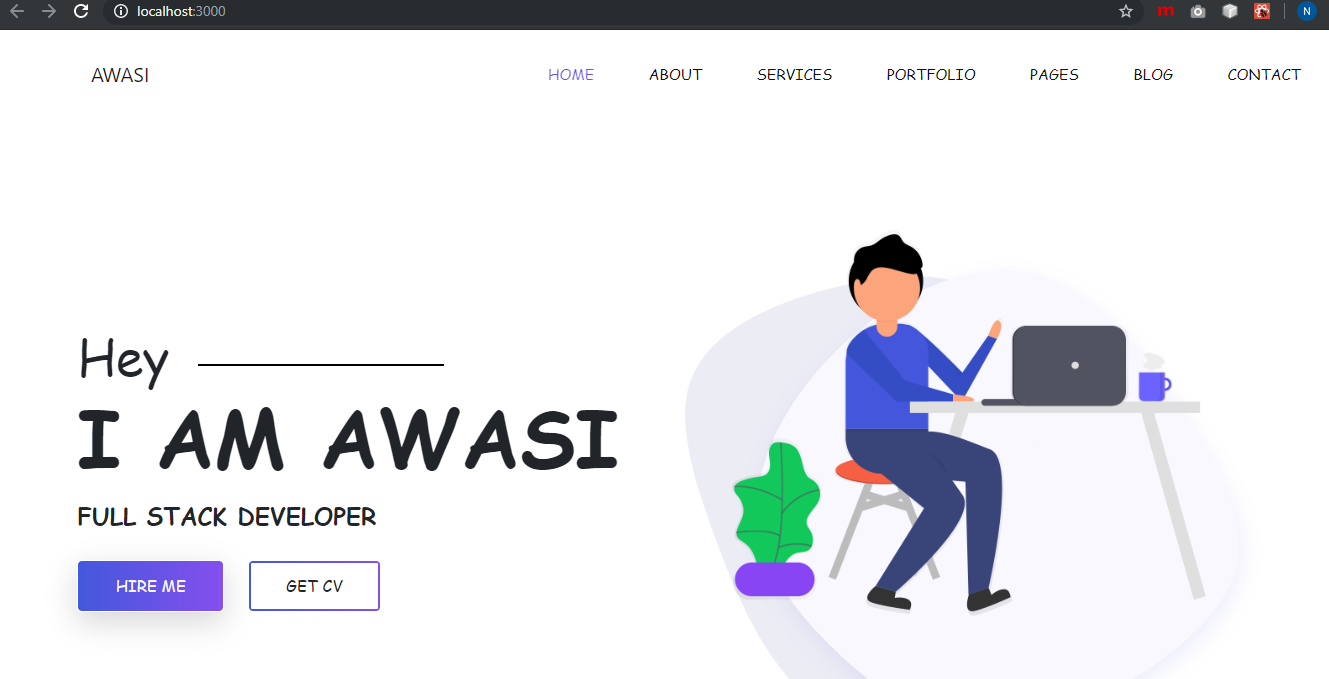 localhost:3000
m
N
AWASI
HOME ABOUT SERVICES PORTFOLIO PAGES BLOG CONTACT
Hey
I AM AWASI
FULL STACK DEVELOPER
HIRE ME GET CV